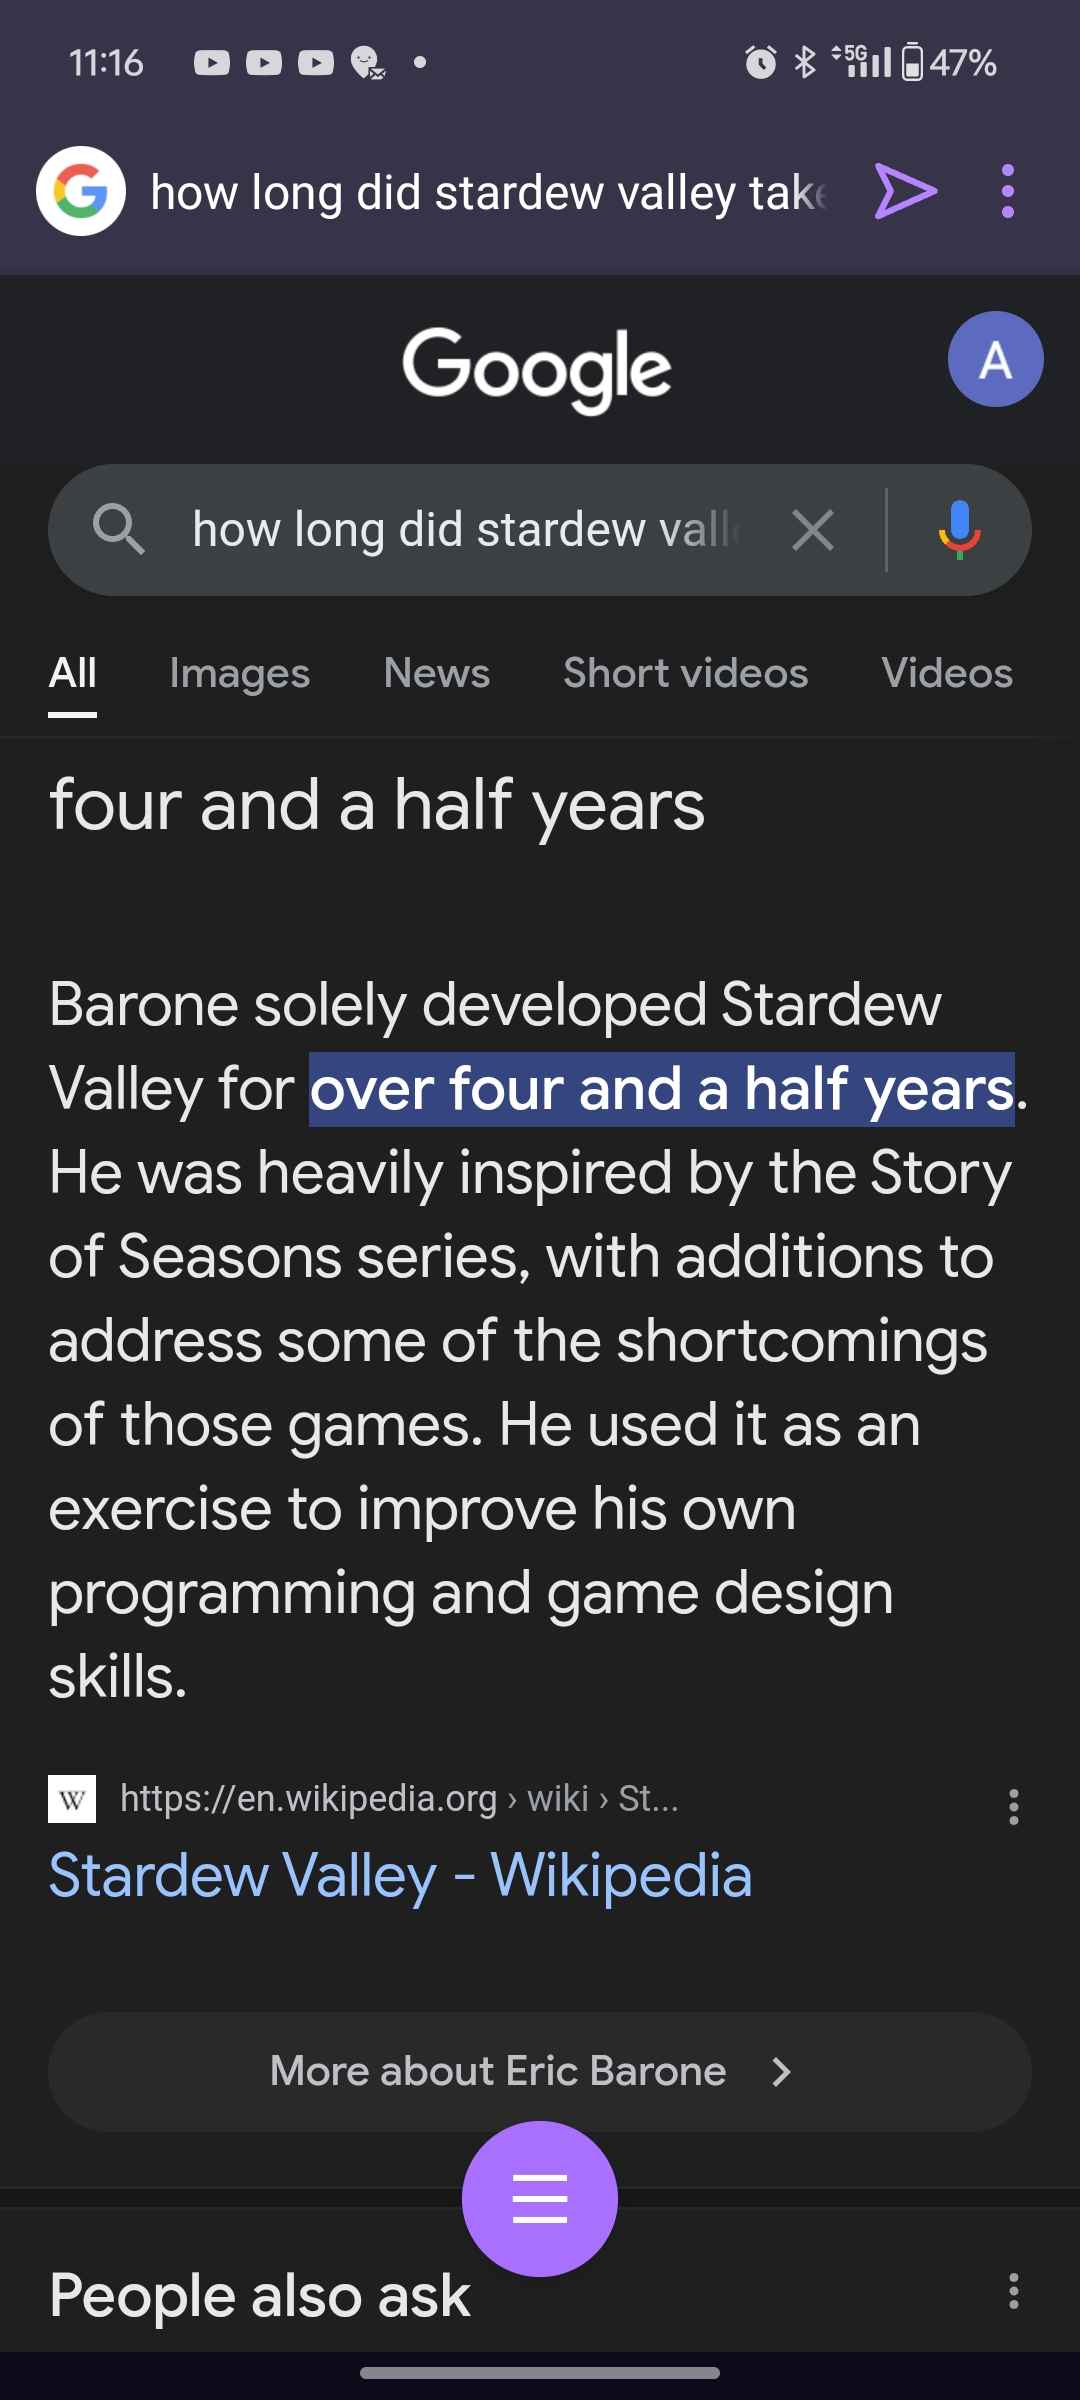 11:16
5G
47%
how long did stardew valley take
Google
A
how long did stardew valle
All Images News Short videos Videos
four and a half years
Barone solely developed Stardew
Valley for over four and a half years.
He was heavily inspired by the Story
of Seasons series, with additions to
address some of the shortcomings
of those games. He used it as an
exercise to improve his own
programming and game design
skills.
W https://en.wikipedia.org › wiki › St...
Stardew Valley - Wikipedia
More about Eric Barone
People also ask